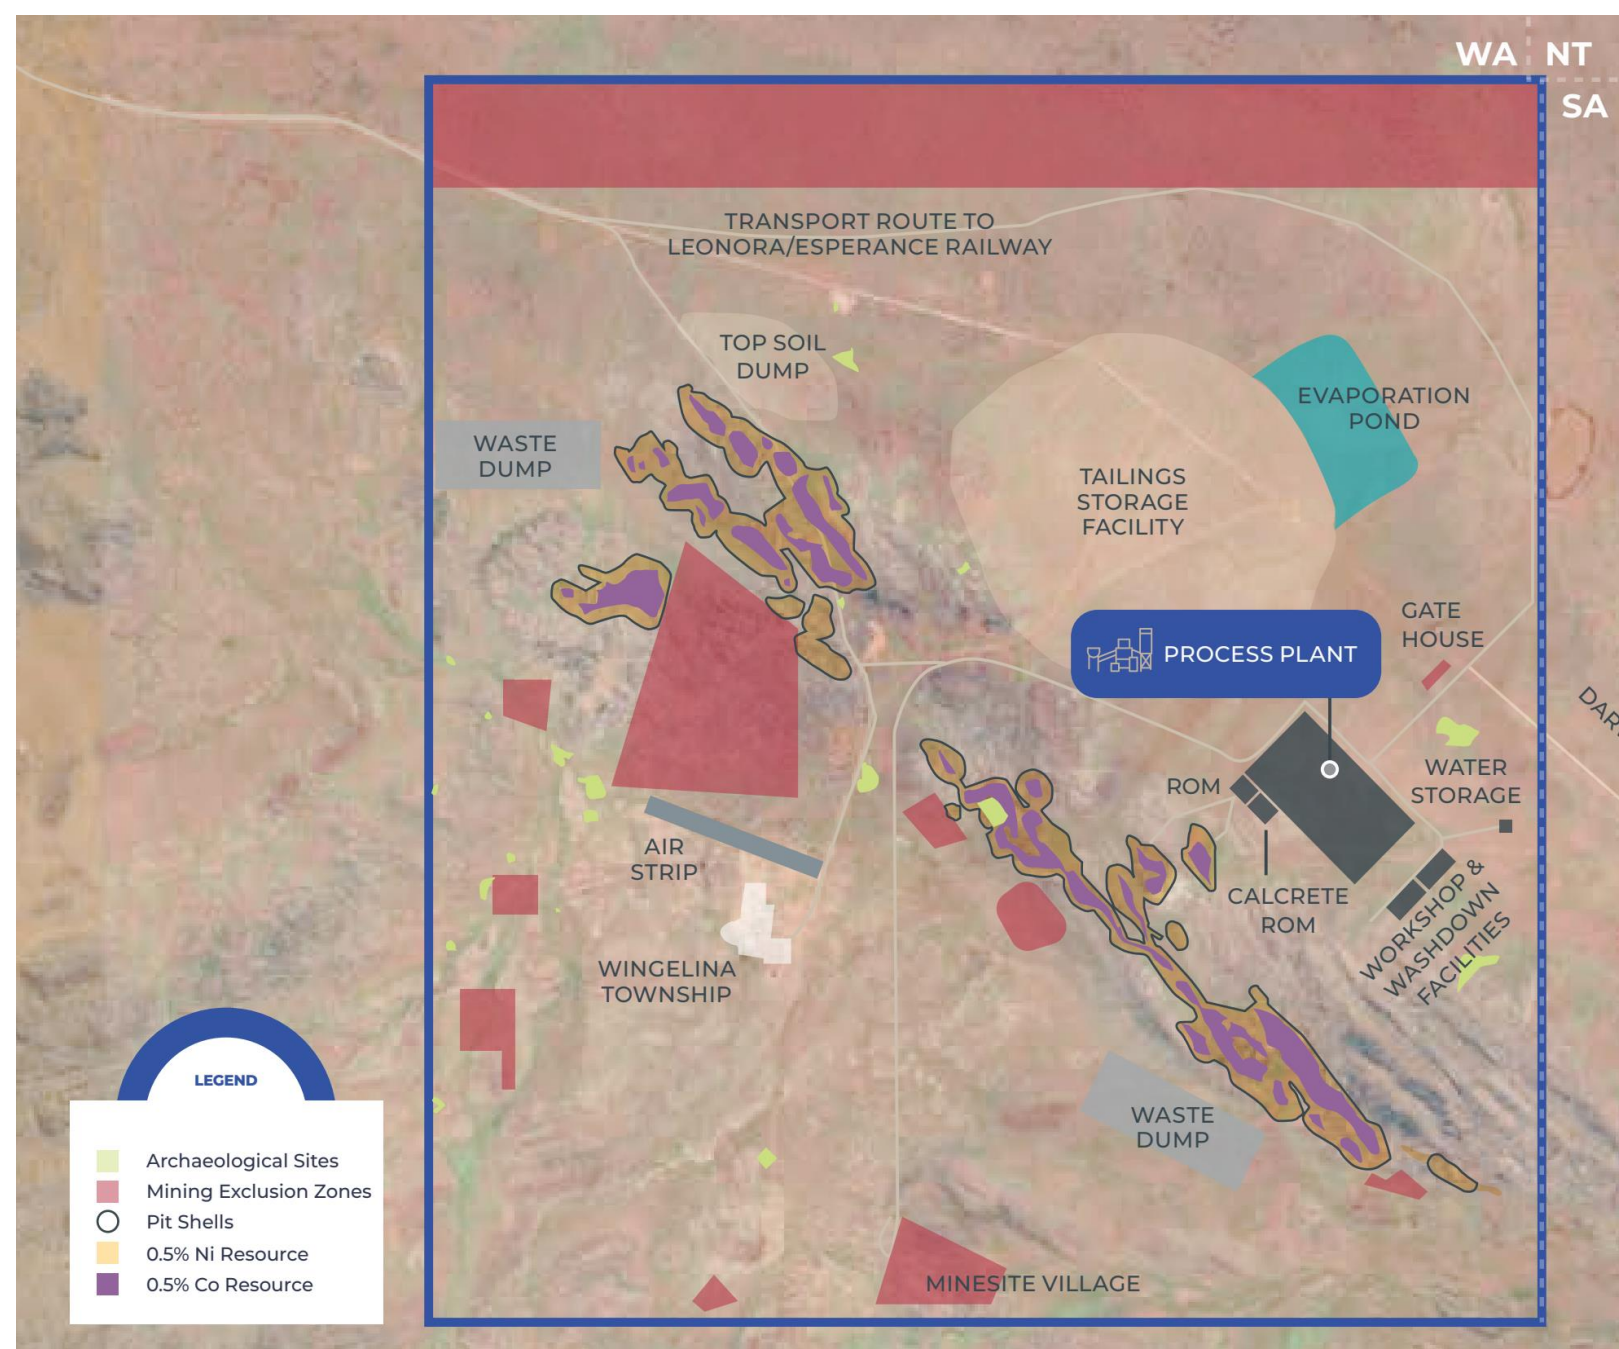 WA NT
SA
TRANSPORT ROUTE TO
LEONORA/ESPERANCE RAILWAY
TOP SOIL
DUMP
EVAPORATION
POND
WASTE
DUMP
TAILINGS
STORAGE
FACILITY
GATE
HOUSE
PROCESS PLANT
WATER
STORAGE
ROM
AIR
STRIP
CALCRETE
ROM
WORKSHOP &
WASHDOWN
FACILITIES
WINGELINA
TOWNSHIP
WASTE
DUMP
MINESITE VILLAGE
LEGEND
Archaeological Sites
Mining Exclusion Zones
Pit Shells
0.5% Ni Resource
0.5% Co Resource